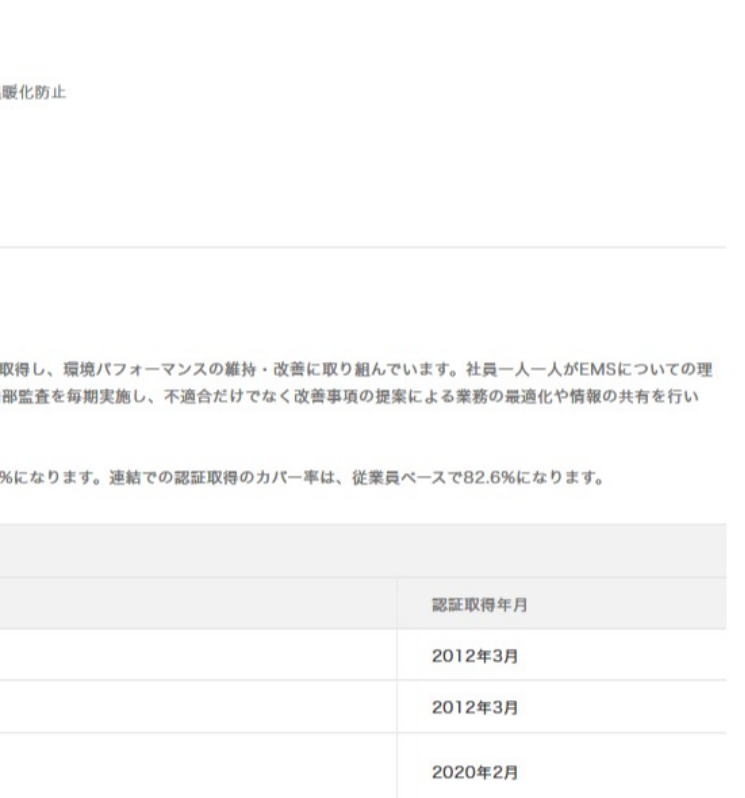 暖化防止
取得し、環境パフォーマンスの維持・改善に取り組んでいます。社員一人一人がEMSについての理
部監査を毎期実施し、不適合だけでなく改善事項の提案による業務の最適化や情報の共有を行い
%になります。連結での認証取得のカバー率は、従業員ベースで82.6%になります。
認証取得年月
2012年3月
2012年3月
2020年2月